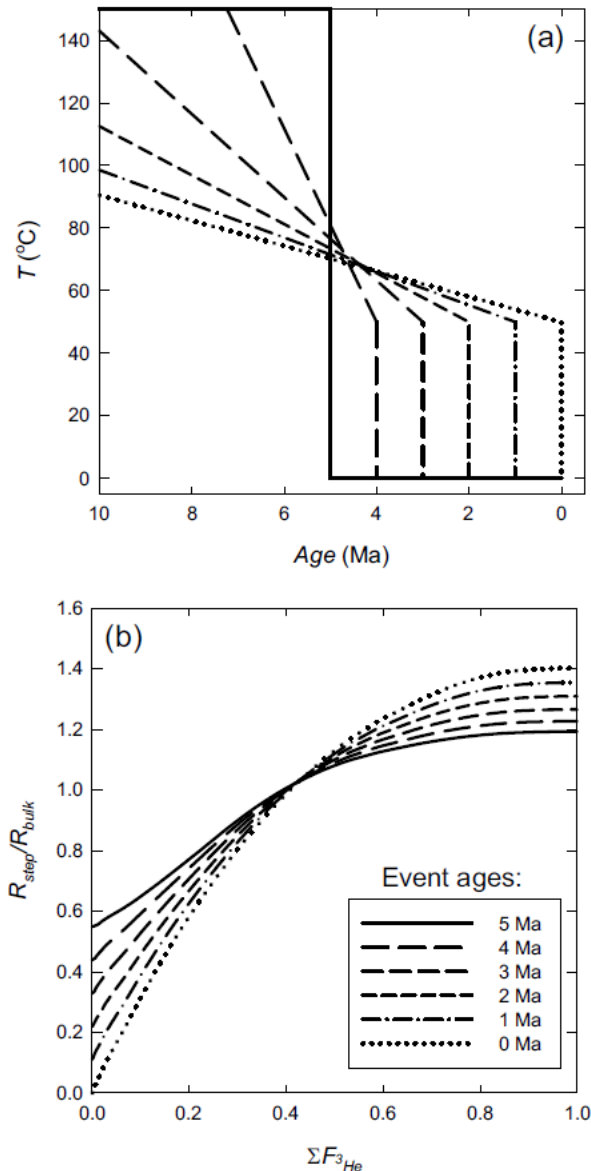 (a)
140
120
100
80
60
40
20
0
T (°C)
10
8
6
4
2
0
Age (Ma)
(b)
1.6
1.4
1.2
1.0
0.8
0.6
0.4
0.2
0.0
R_step/R_bulk
Event ages:
5 Ma
4 Ma
3 Ma
2 Ma
1 Ma
0 Ma
0.0
0.2
0.4
0.6
0.8
1.0
ΣF_³He